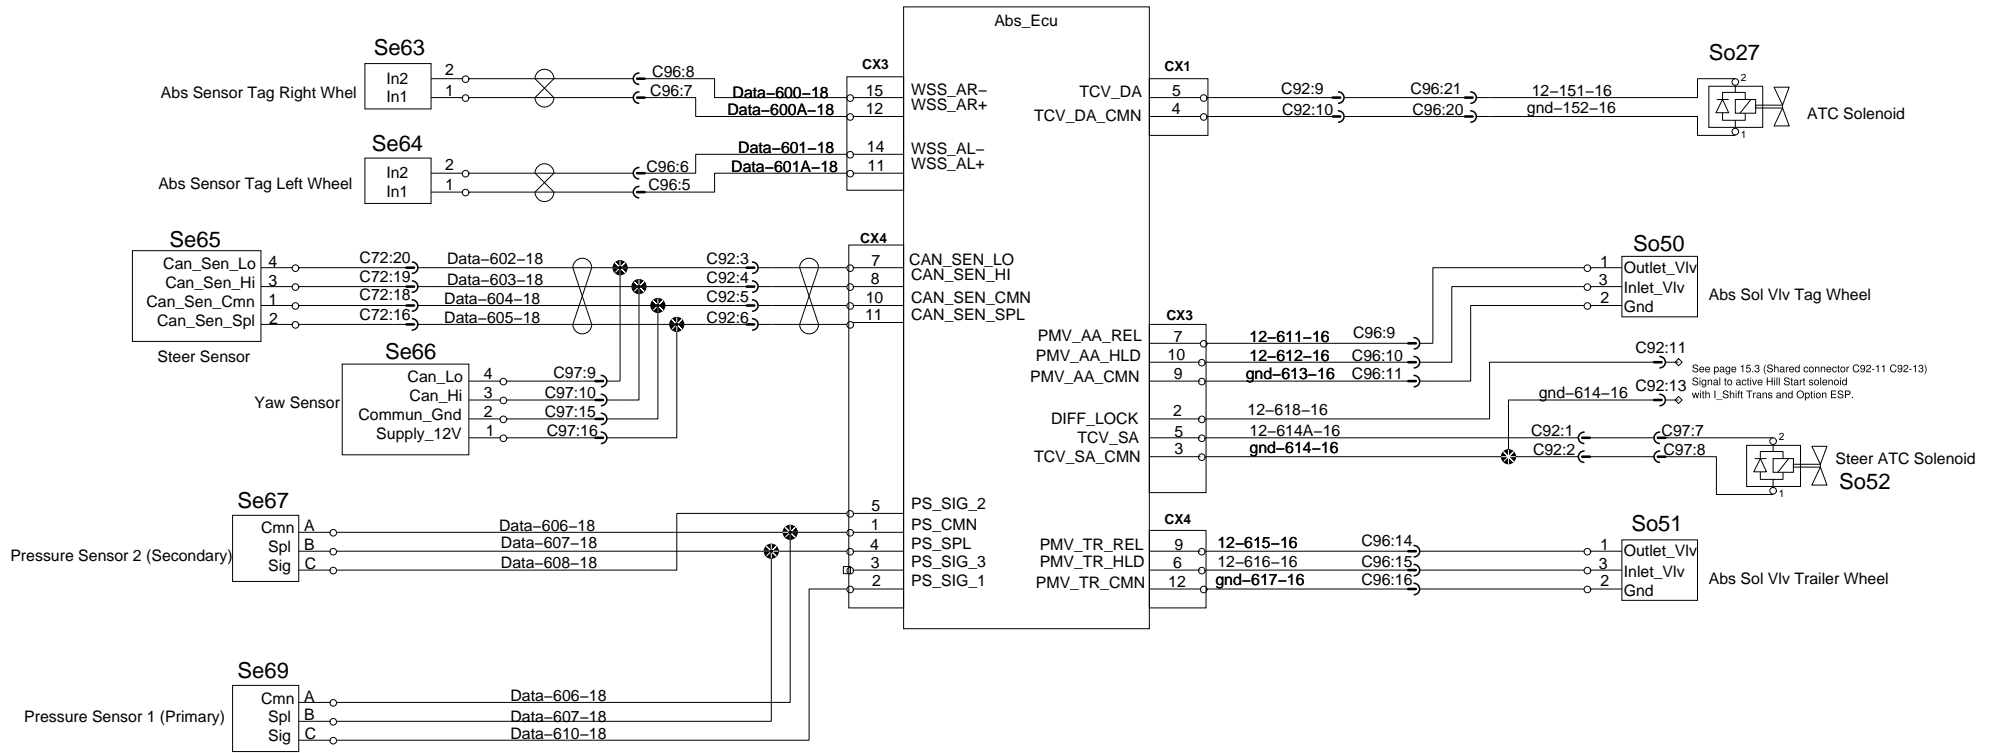 Abs_Ecu
Se63
Abs Sensor Tag Right Whel
In2
In1
2
1
C96:8
C96:7
Data–600–18
Data–600A–18
CX3
15
12
WSS_AR–
WSS_AR+
Se64
Abs Sensor Tag Left Wheel
In2
In1
2
1
C96:6
C96:5
Data–601–18
Data–601A–18
14
11
WSS_AL–
WSS_AL+
Se65
Can_Sen_Lo 4 C72:20 Data–602–18 C92:3
Can_Sen_Hi 3 C72:19 Data–603–18 C92:4
Can_Sen_Cmn 1 C72:18 Data–604–18 C92:5
Can_Sen_Spl 2 C72:16 Data–605–18 C92:6
Steer Sensor
CX4
7 CAN_SEN_LO
8 CAN_SEN_HI
10 CAN_SEN_CMN
11 CAN_SEN_SPL
Se66
Yaw Sensor
Can_Lo 4 C97:9
Can_Hi 3 C97:10
Commun_Gnd 2 C97:15
Supply_12V 1 C97:16
Se67
Pressure Sensor 2 (Secondary)
Cmn A Data–606–18
Spl B Data–607–18
Sig C Data–608–18
5 PS_SIG_2
1 PS_CMN
4 PS_SPL
3 PS_SIG_3
2 PS_SIG_1
Se69
Pressure Sensor 1 (Primary)
Cmn A Data–606–18
Spl B Data–607–18
Sig C Data–610–18
CX1
TCV_DA 5 C92:9 C96:21 12–151–16
TCV_DA_CMN 4 C92:10 C96:20 gnd–152–16
So27
2
1
ATC Solenoid
So50
1 Outlet_Vlv
3 Inlet_Vlv
2 Gnd
Abs Sol Vlv Tag Wheel
CX3
PMV_AA_REL 7 12–611–16 C96:9
PMV_AA_HLD 10 12–612–16 C96:10
PMV_AA_CMN 9 gnd–613–16 C96:11
DIFF_LOCK 2 12–618–16
TCV_SA 5 12–614A–16 C92:1 C97:7
TCV_SA_CMN 3 gnd–614–16 C92:2 C97:8
C92:11
gnd–614–16 C92:13
See page 15.3 (Shared connector C92-11 C92-13)
Signal to active Hill Start solenoid
with I_Shift Trans and Option ESP.
2
1
Steer ATC Solenoid
So52
CX4
PMV_TR_REL 9 12–615–16 C96:14
PMV_TR_HLD 6 12–616–16 C96:15
PMV_TR_CMN 12 gnd–617–16 C96:16
So51
1 Outlet_Vlv
3 Inlet_Vlv
2 Gnd
Abs Sol Vlv Trailer Wheel